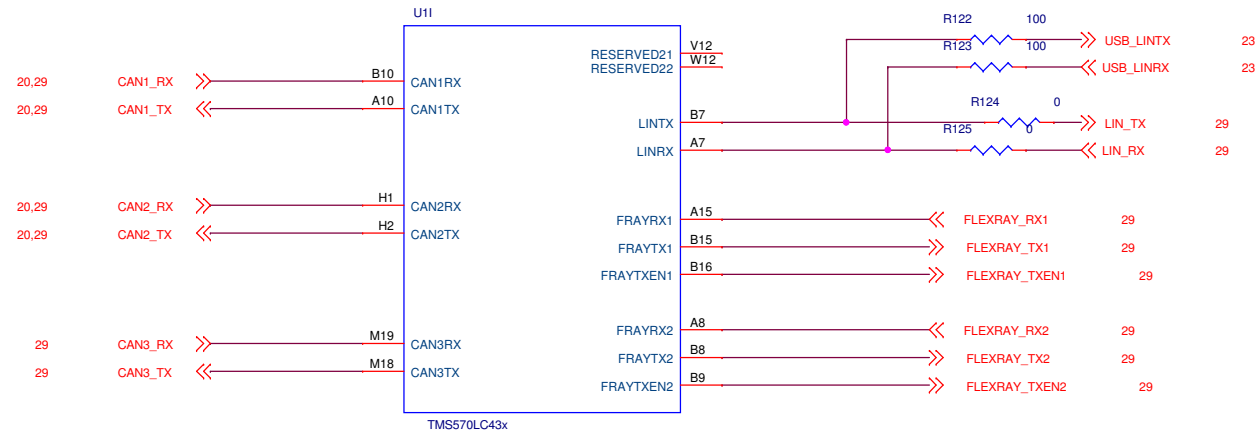 U1I
R122 100
USB_LINTX 23
RESERVED21 V12
R123 100
RESERVED22 W12
USB_LINRX 23
20,29 CAN1_RX B10 CAN1RX
20,29 CAN1_TX A10 CAN1TX
R124 0
LINTX B7 LIN_TX 29
R125 0
LINRX A7 LIN_RX 29
20,29 CAN2_RX H1 CAN2RX
FRAYRX1 A15 FLEXRAY_RX1 29
20,29 CAN2_TX H2 CAN2TX
FRAYTX1 B15 FLEXRAY_TX1 29
FRAYTXEN1 B16 FLEXRAY_TXEN1 29
FRAYRX2 A8 FLEXRAY_RX2 29
29 CAN3_RX M19 CAN3RX
FRAYTX2 B8 FLEXRAY_TX2 29
29 CAN3_TX M18 CAN3TX
FRAYTXEN2 B9 FLEXRAY_TXEN2 29
TMS570LC43x